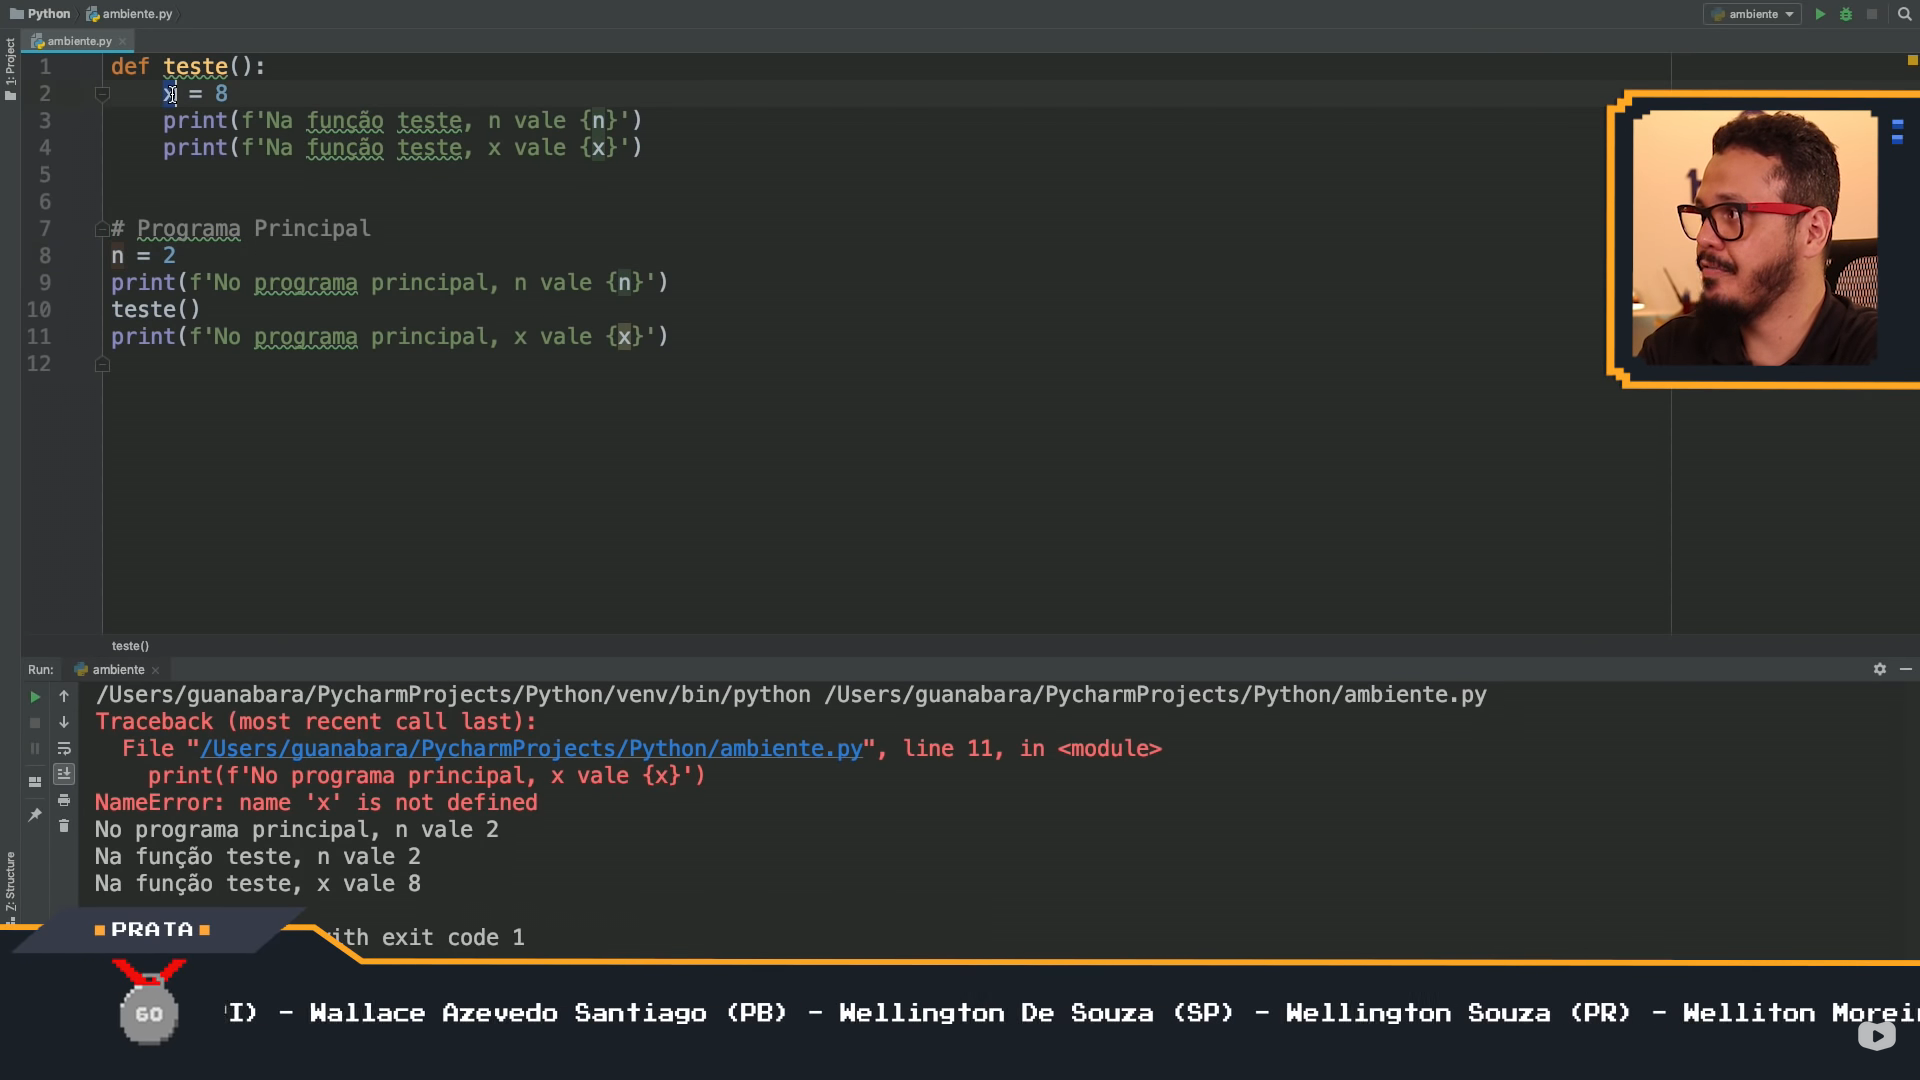 Python ambiente.py ambiente
1: Project
ambiente.py
1 def teste():
2 x = 8
3 print(f'Na função teste, n vale {n}')
4 print(f'Na função teste, x vale {x}')
5
6
7 # Programa Principal
8 n = 2
9 print(f'No programa principal, n vale {n}')
10 teste()
11 print(f'No programa principal, x vale {x}')
12
teste()
Run: ambiente
/Users/guanabara/PycharmProjects/Python/venv/bin/python /Users/guanabara/PycharmProjects/Python/ambiente.py
Traceback (most recent call last):
File "/Users/guanabara/PycharmProjects/Python/ambiente.py", line 11, in <module>
print(f'No programa principal, x vale {x}')
NameError: name 'x' is not defined
No programa principal, n vale 2
Na função teste, n vale 2
Na função teste, x vale 8
Z: Structure
PRATA
ith exit code 1
GO
I) - Wallace Azevedo Santiago (PB) - Wellington De Souza (SP) - Wellington Souza (PR) - Welliton Morei